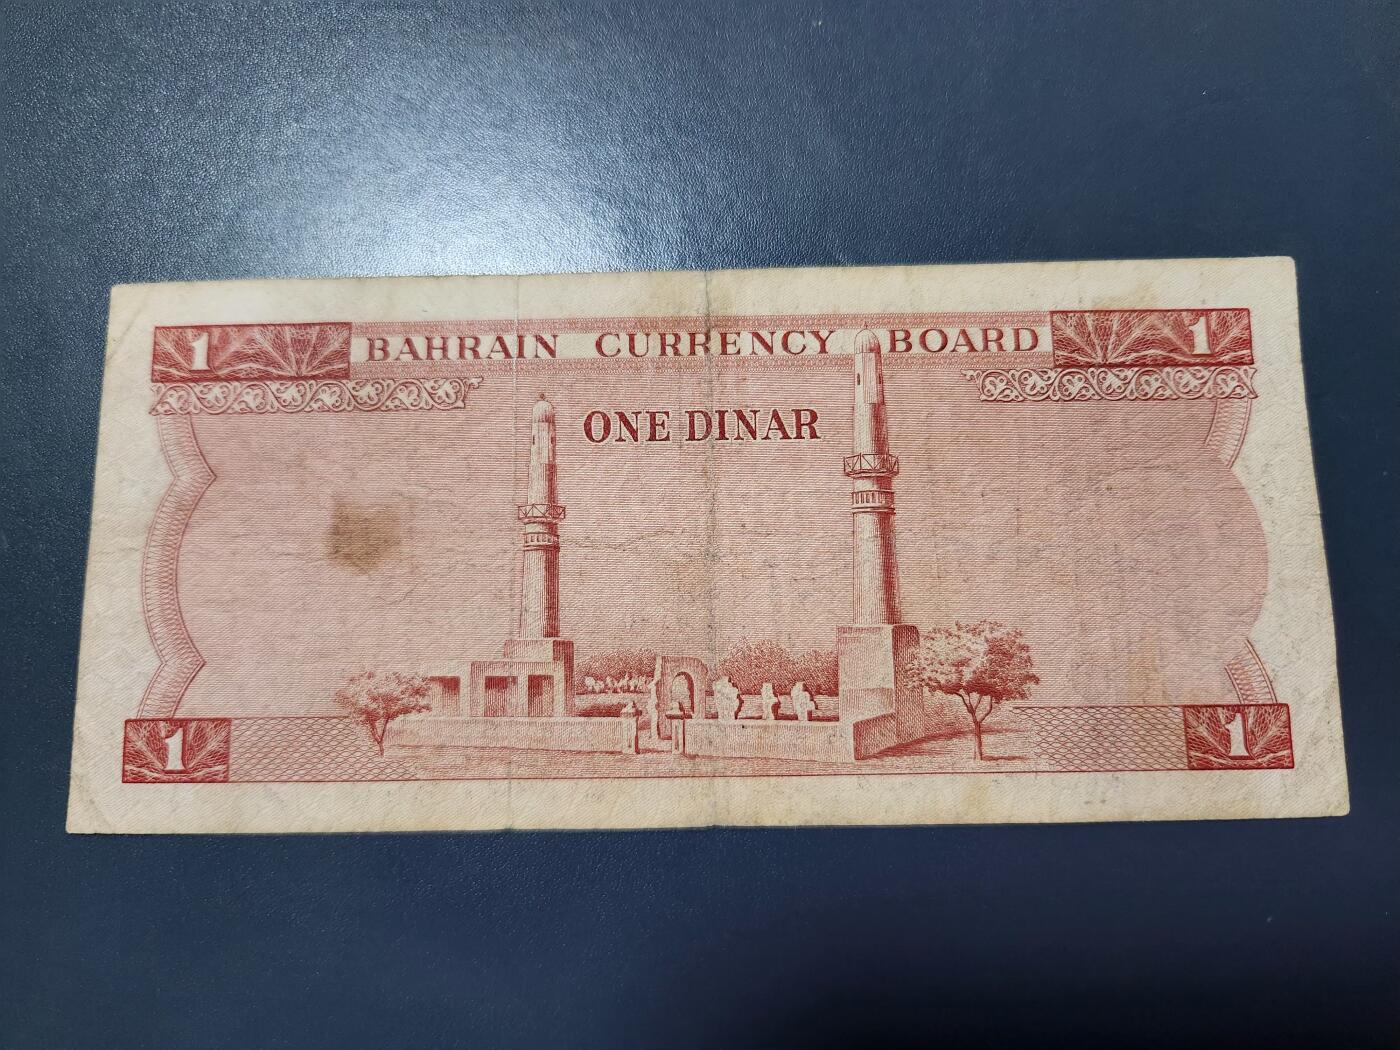 1 BAHRAIN CURRENCY BOARD 1
ONE DINAR
1 1